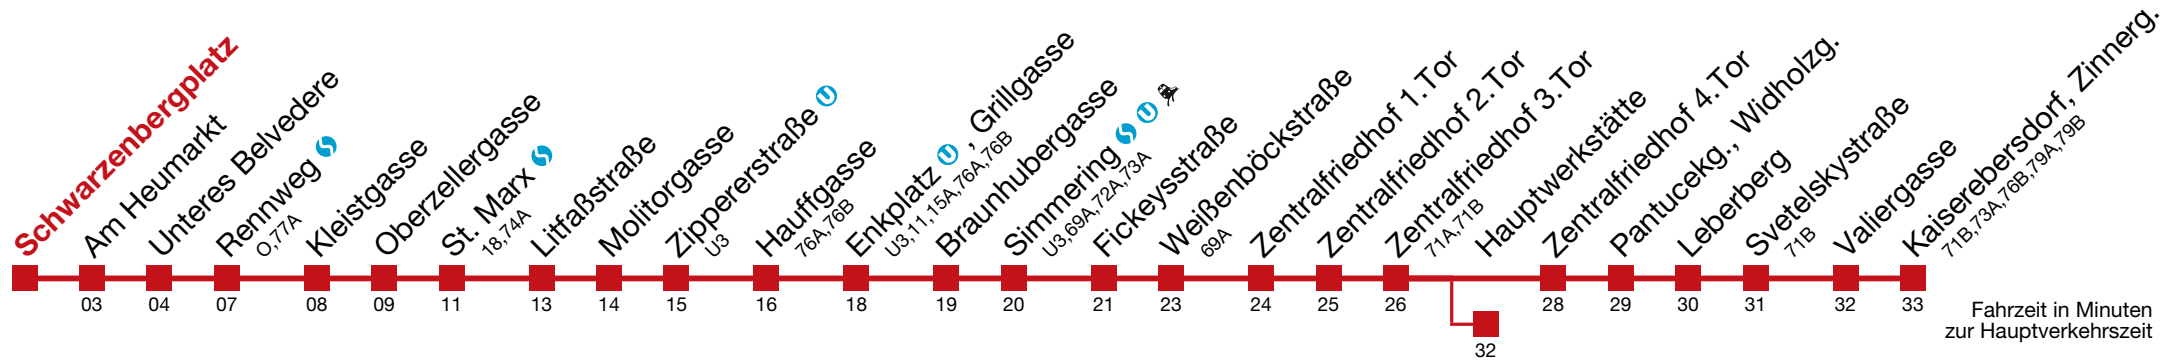 Schwarzenbergplatz
Am Heumarkt
03
Unteres Belvedere
04
Rennweg
O,77A
07
Kleistgasse
08
Oberzellergasse
09
St. Marx
18,74A
11
Litfaßstraße
13
Molitorgasse
14
Zippererstraße U
U3
15
Hauffgasse
76A,76B
16
Enkplatz U , Grillgasse
U3,11,15A,76A,76B
18
Braunhubergasse
19
Simmering U
U3,69A,72A,73A
20
Fickeysstraße
21
Weißenböckstraße
69A
23
Zentralfriedhof 1.Tor
24
Zentralfriedhof 2.Tor
25
Zentralfriedhof 3.Tor
71A,71B
26
Hauptwerkstätte
32
Zentralfriedhof 4.Tor
28
Pantucekg., Widholzg.
29
Leberberg
30
Svetelskystraße
71B
31
Valiergasse
32
Kaiserebersdorf, Zinnerg.
71B,73A,76B,79A,79B
33
Fahrzeit in Minuten
zur Hauptverkehrszeit